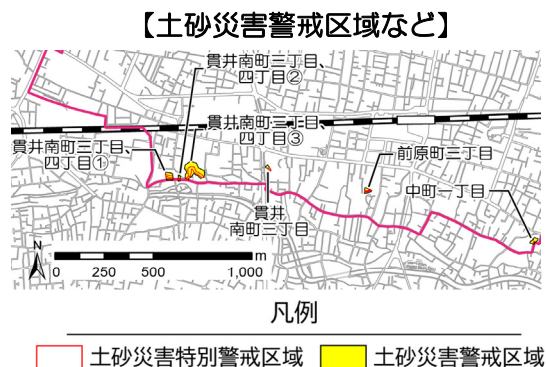 【土砂災害警戒区域など】
貫井南町三丁目、
四丁目②
貫井南町三丁目、
四丁目③
貫井南町三丁目、
四丁目①
前原町三丁目
中町一丁目
貫井
南町三丁目
N
0 250 500 1,000 m
凡例
土砂災害特別警戒区域 土砂災害警戒区域